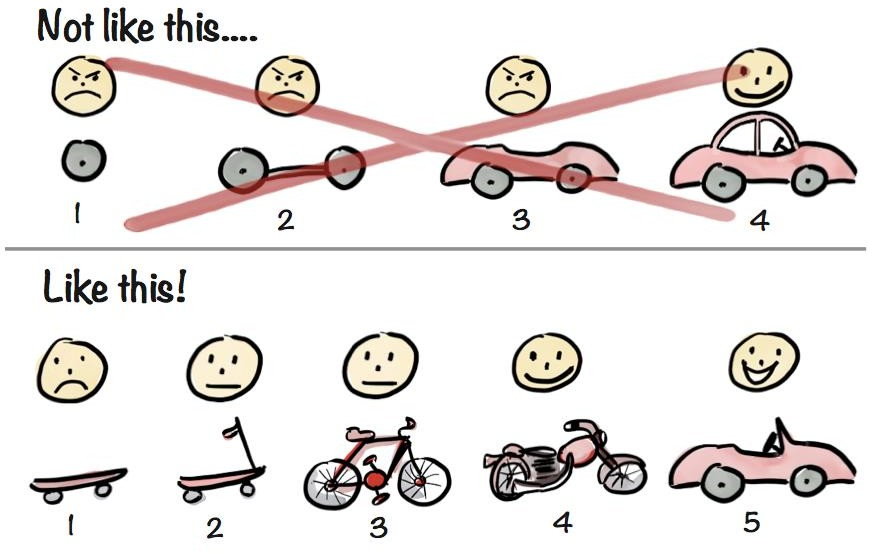 Not like this....
1 2 3 4
Like this!
1 2 3 4 5